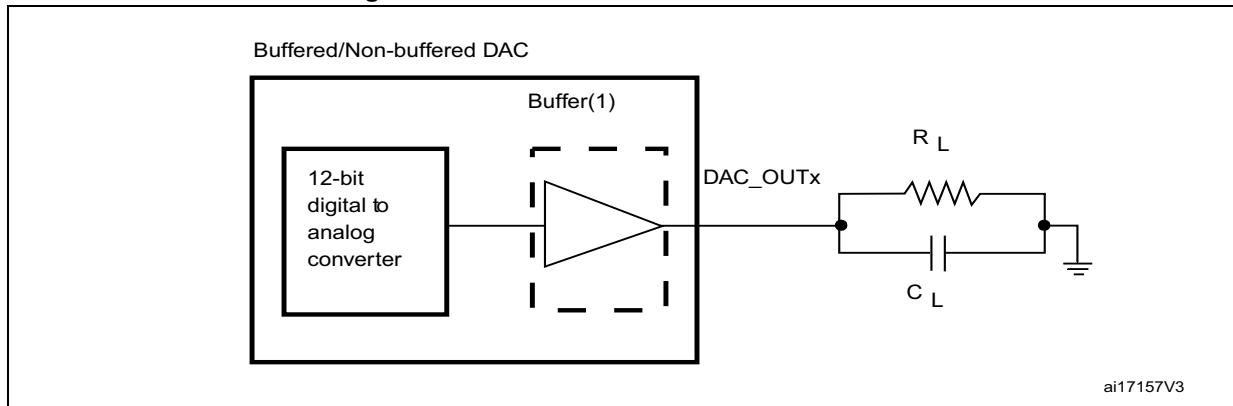 Buffered/Non-buffered DAC
Buffer(1)
12-bit
digital to
analog
converter
DAC_OUTx
R L
C L
ai17157V3